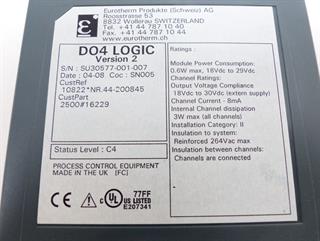 Eurotherm Produkte (Schweiz) AG
Roosstrasse 53
8832 Wollerau SWITZERLAND
Tel. +41 44 787 10 40
Fax +41 44 787 10 44
www.eurotherm.ch
DO4 LOGIC
Version 2
S/N : SU30577-001-007
Date : 04-08 Coc : SN005
CustRef
10822*NR.44-200845
CustPart
2500#16229
Status Level : C4
PROCESS CONTROL EQUIPMENT
MADE IN THE UK [FC]
CE
c UL US
LISTED
77FF
E207341
Ratings :
Module Power Consumption:
0.6W max, 18Vdc to 29Vdc
Channel Ratings
Output Voltage Compliance
18Vdc to 30Vdc (extern supply)
Channel Current - 8mA
Internal Channel dissipation
3W max (all channels)
Installation Category: II
Insulation to system:
Reinforced 264Vac max
Insulation between channels:
Channels are connected